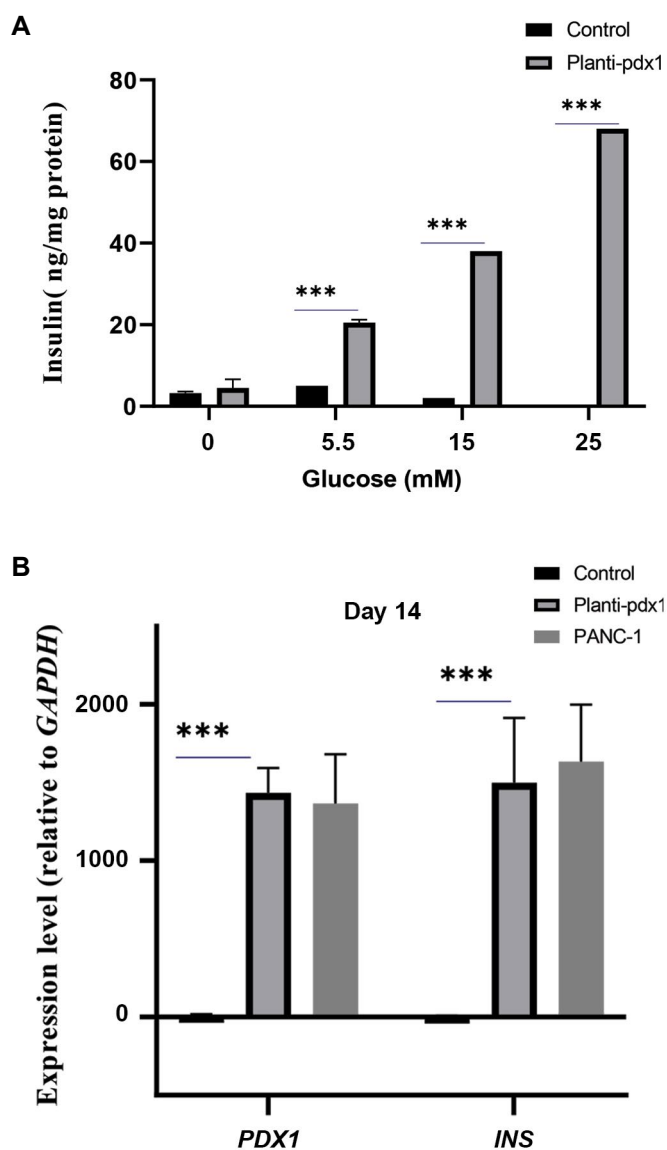 A
Control
Planti-pdx1
80
60
40
20
0
Insulin( ng/mg protein)
***
***
***
0 5.5 15 25
Glucose (mM)
B
Control
Planti-pdx1
PANC-1
Day 14
2000
1000
0
Expression level (relative to GAPDH)
***
***
PDX1 INS